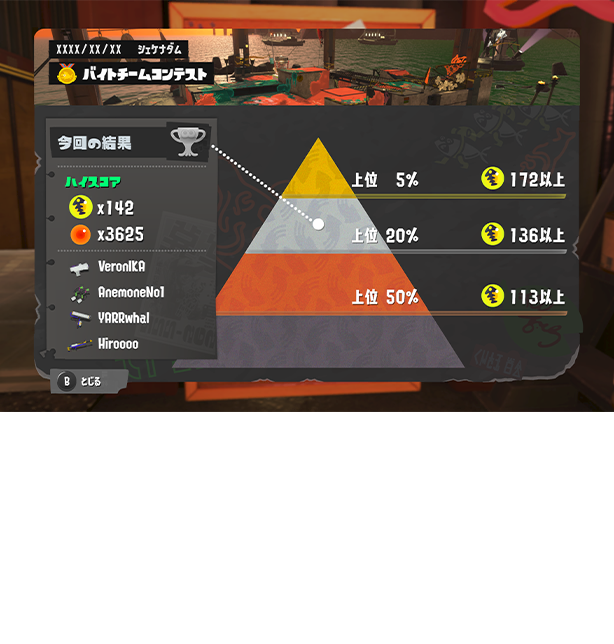 XXXX/XX/XX シェケナダム
バイトチームコンテスト
今回の結果
ハイスコア
x142
x3625
VeronIKA
AnemoneNo1
YARRwhal
Hiroooo
上位 5% 172以上
上位 20% 136以上
上位 50% 113以上
B とじる